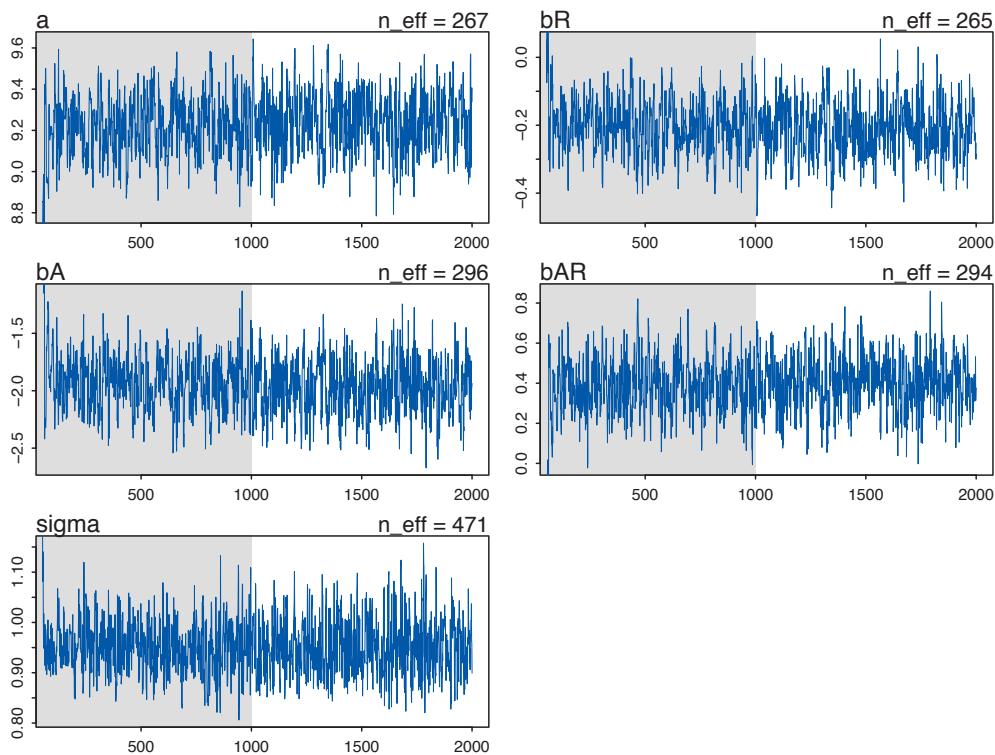 a n_eff = 267
8.8 9.0 9.2 9.4 9.6
500 1000 1500 2000
bR n_eff = 265
−0.4 −0.2 0.0
500 1000 1500 2000
bA n_eff = 296
−2.5 −2.0 −1.5
500 1000 1500 2000
bAR n_eff = 294
0.0 0.2 0.4 0.6 0.8
500 1000 1500 2000
sigma n_eff = 471
0.80 0.90 1.00 1.10
500 1000 1500 2000